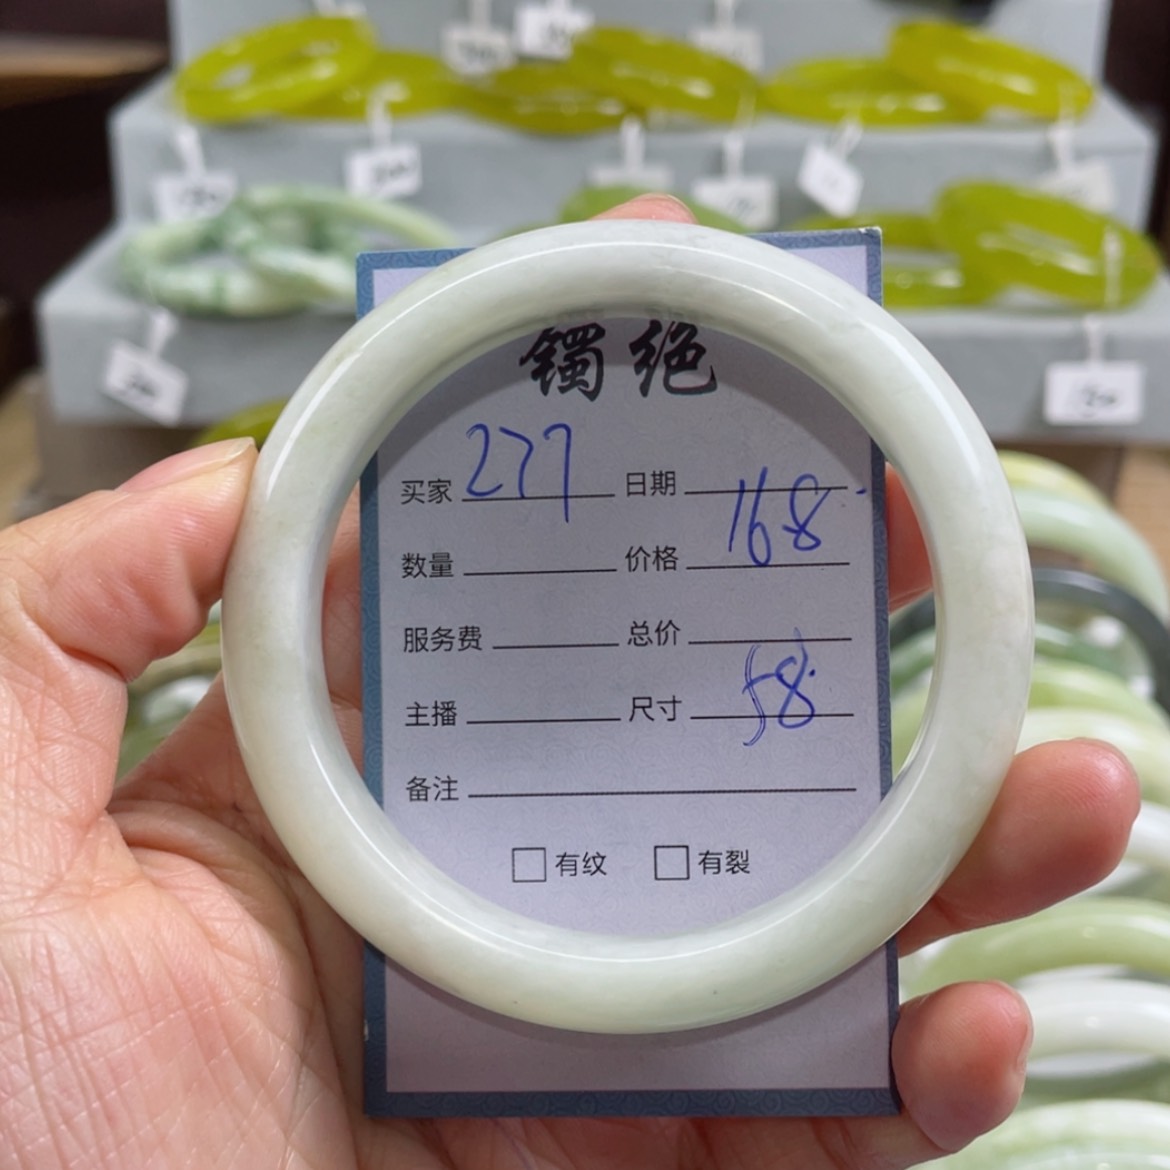 镯绝
买家 277 日期
数量 价格 168
服务费 总价
主播 尺寸 58
备注
有纹 有裂